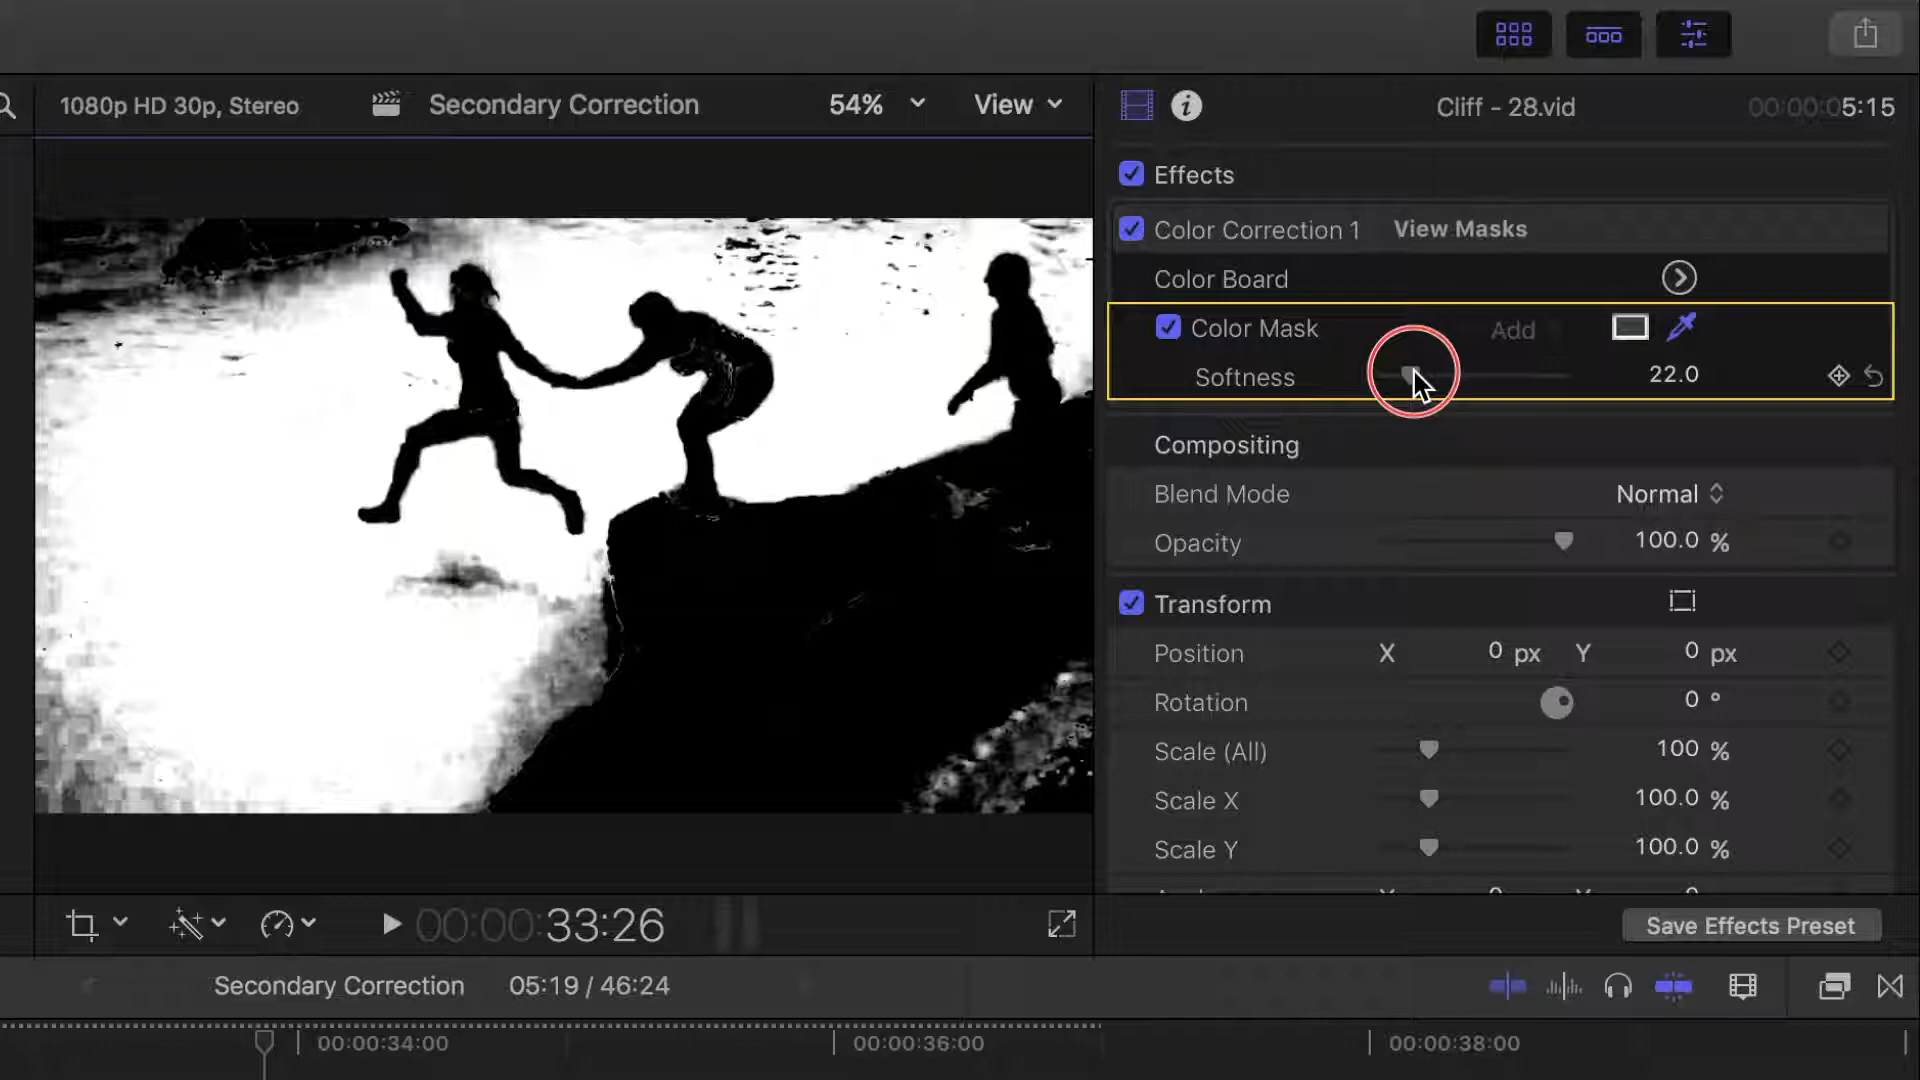 1080p HD 30p, Stereo
Secondary Correction
54%
View
Cliff - 28.vid
00:00:05:15
Effects
Color Correction 1
View Masks
Color Board
Color Mask
Add
Softness
22.0
Compositing
Blend Mode
Normal
Opacity
100.0 %
Transform
Position
X
0 px
Y
0 px
Rotation
0 °
Scale (All)
100 %
Scale X
100.0 %
Scale Y
100.0 %
00:00:33:26
Save Effects Preset
Secondary Correction
05:19 / 46:24
00:00:34:00
00:00:36:00
00:00:38:00